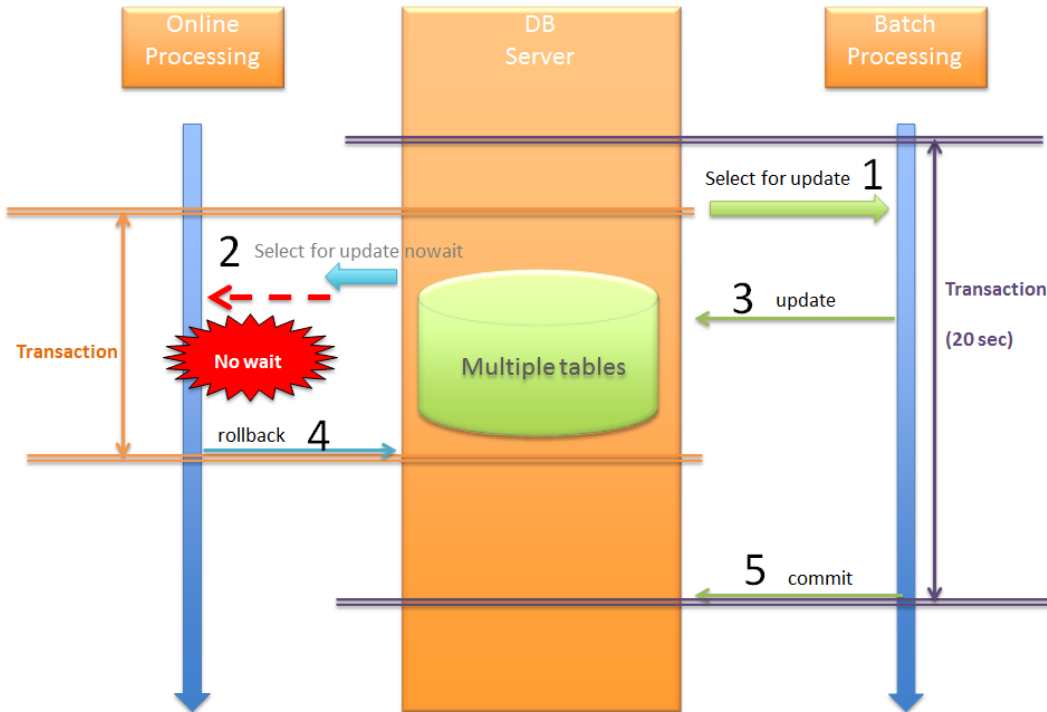 Online
Processing
DB
Server
Batch
Processing
Select for update 1
2 Select for update nowait
3 update
Transaction
(20 sec)
Transaction
No wait
Multiple tables
rollback 4
5 commit